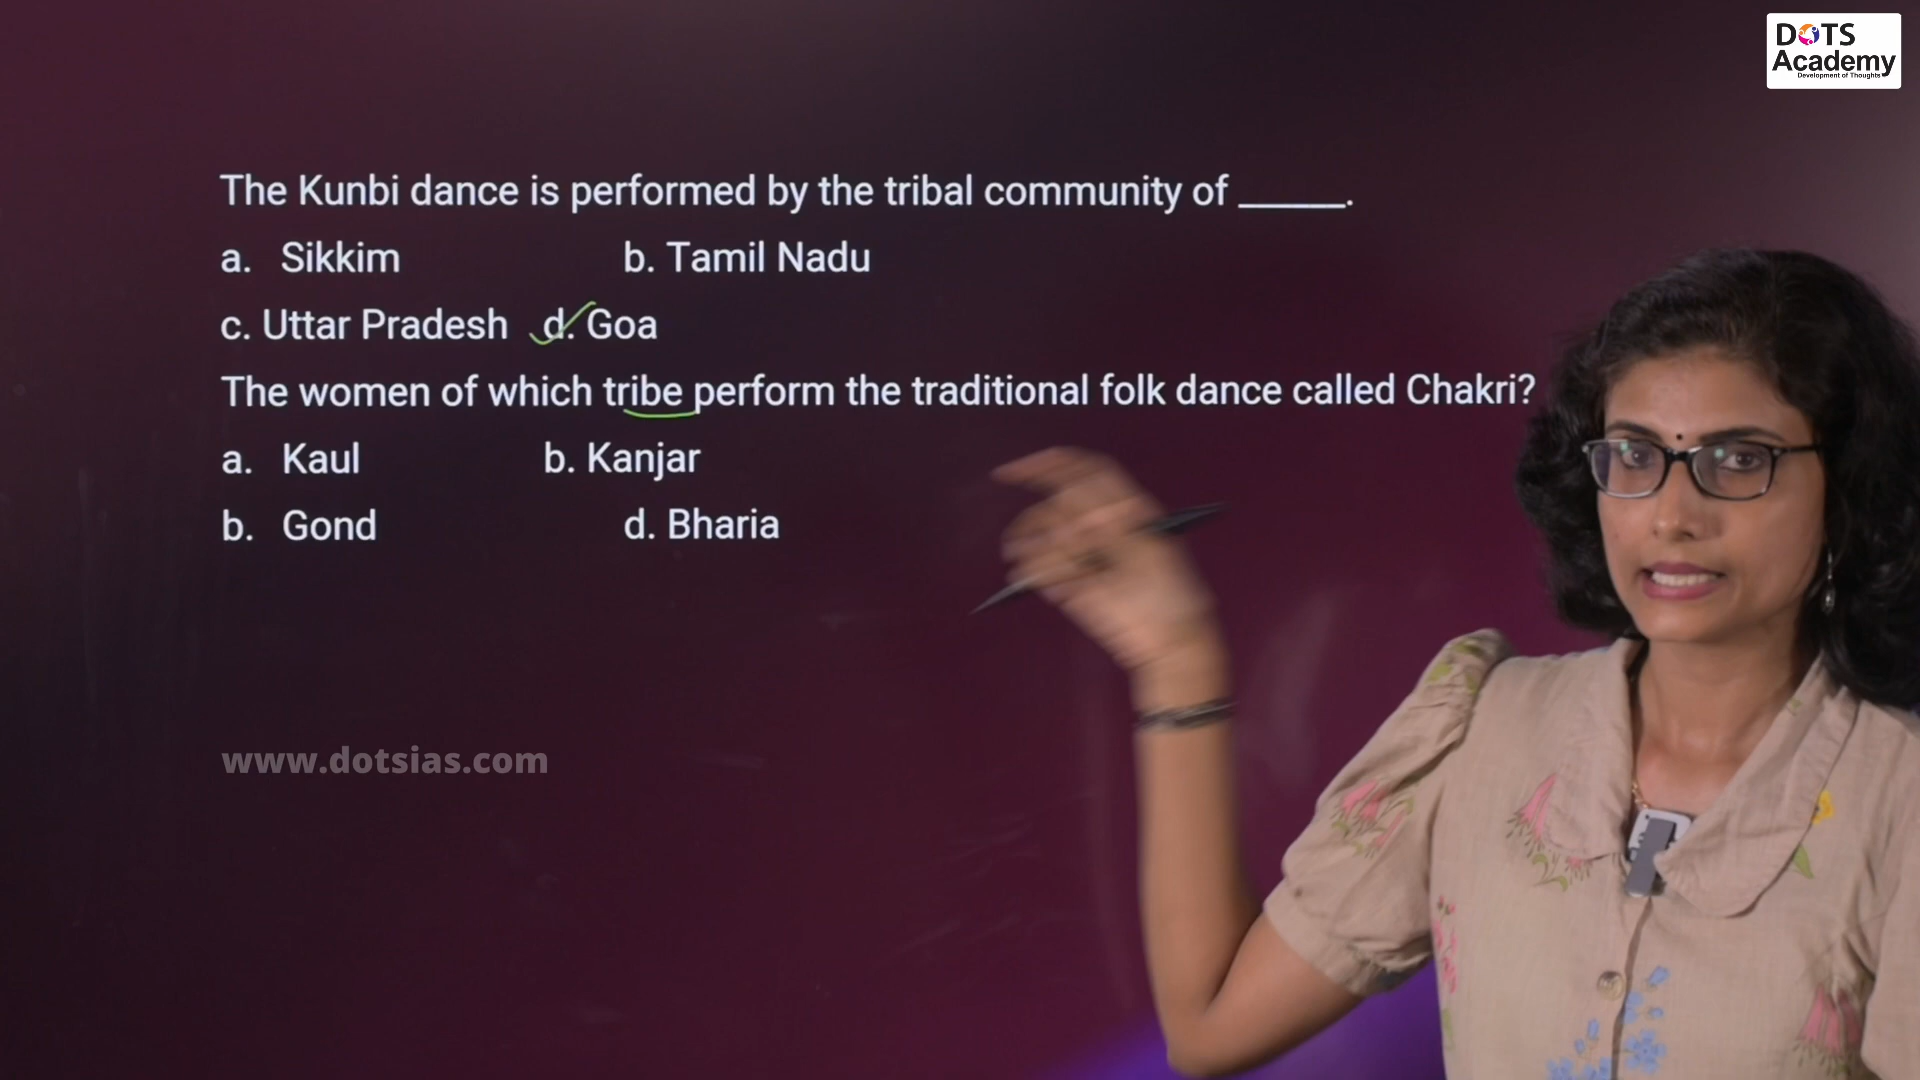 DOTS
Academy
Development of Thoughts
The Kunbi dance is performed by the tribal community of ______.
a. Sikkim b. Tamil Nadu
c. Uttar Pradesh d. Goa
The women of which tribe perform the traditional folk dance called Chakri?
a. Kaul b. Kanjar
b. Gond d. Bharia
www.dotsias.com